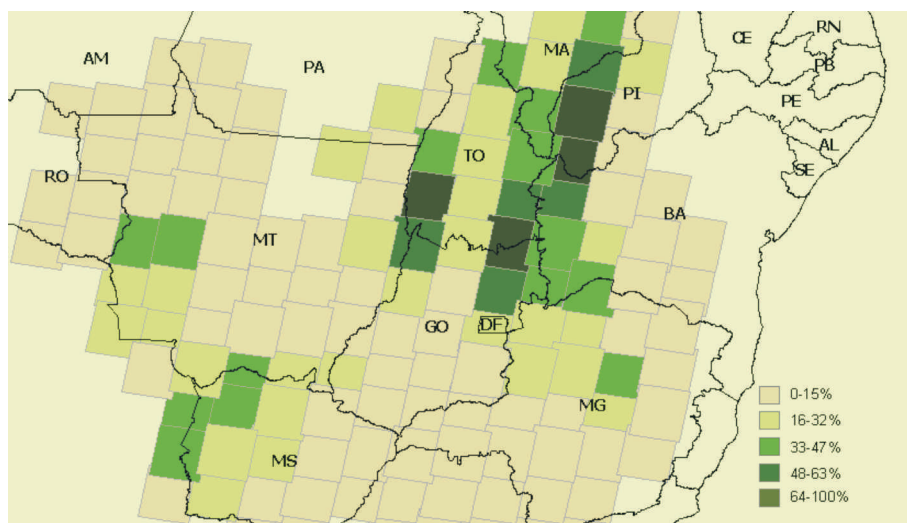 RN
CE
MA
AM
PA
PB
PI
PE
AL
TO
SE
RO
BA
MT
GO
DF
0-15%
MG
16-32%
33-47%
MS
48-63%
64-100%